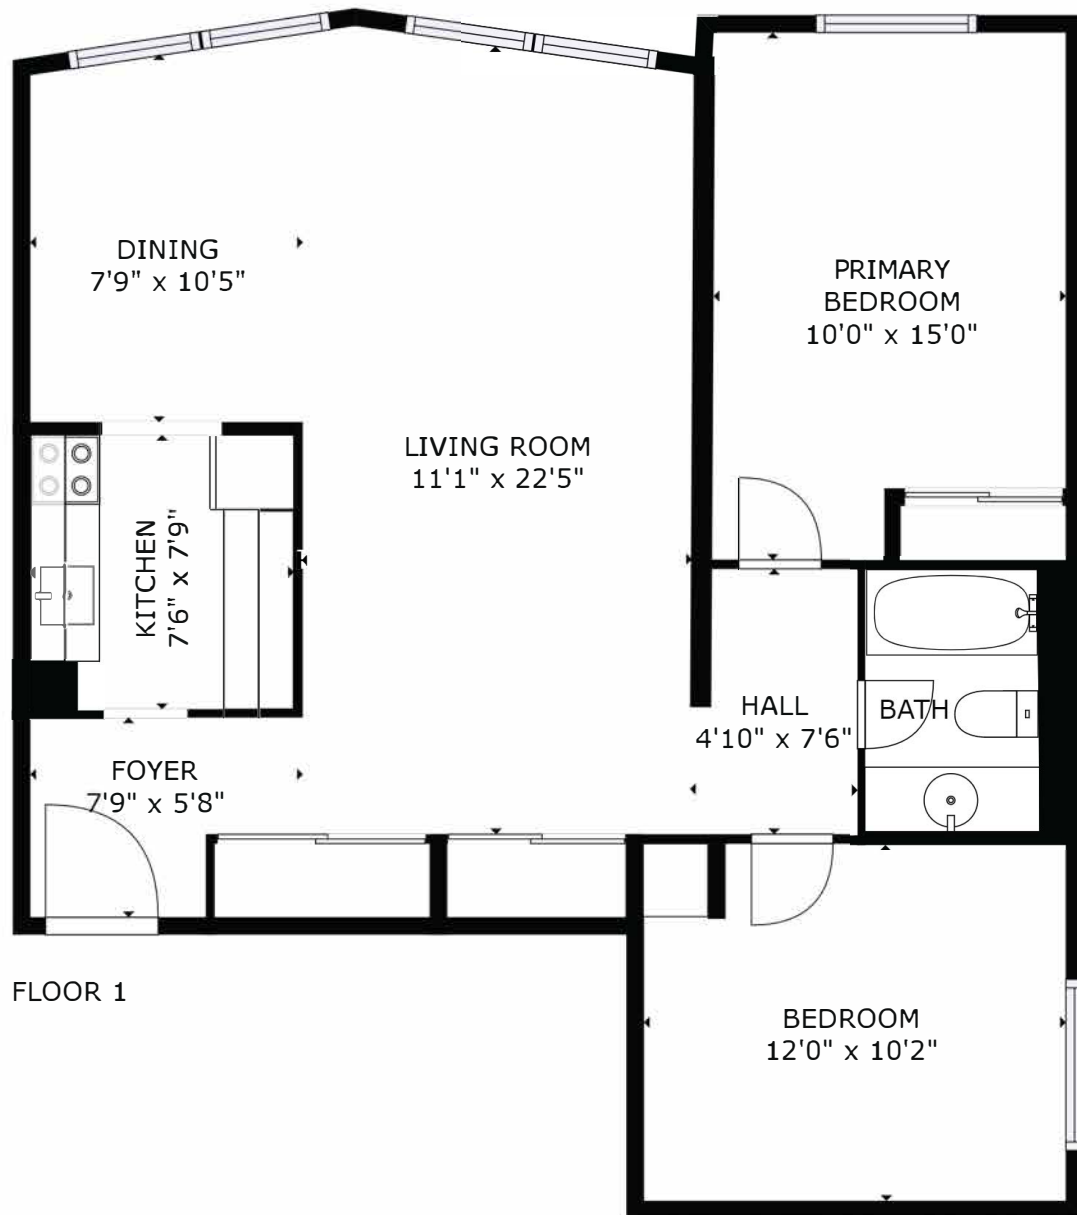 DINING
7'9" x 10'5"
PRIMARY
BEDROOM
10'0" x 15'0"
LIVING ROOM
11'1" x 22'5"
KITCHEN
7'6" x 7'9"
HALL
4'10" x 7'6"
BATH
FOYER
7'9" x 5'8"
FLOOR 1
BEDROOM
12'0" x 10'2"